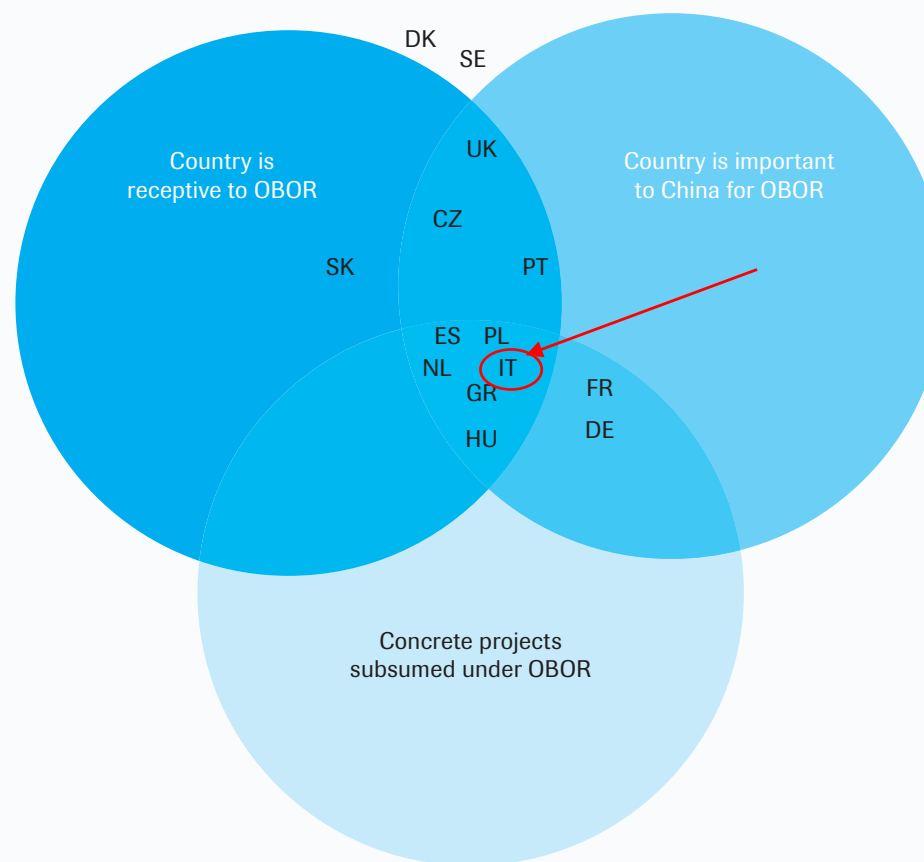 DK
SE
UK
Country is
receptive to OBOR
Country is important
to China for OBOR
CZ
SK
PT
ES PL
NL IT
GR
FR
DE
HU
Concrete projects
subsumed under OBOR